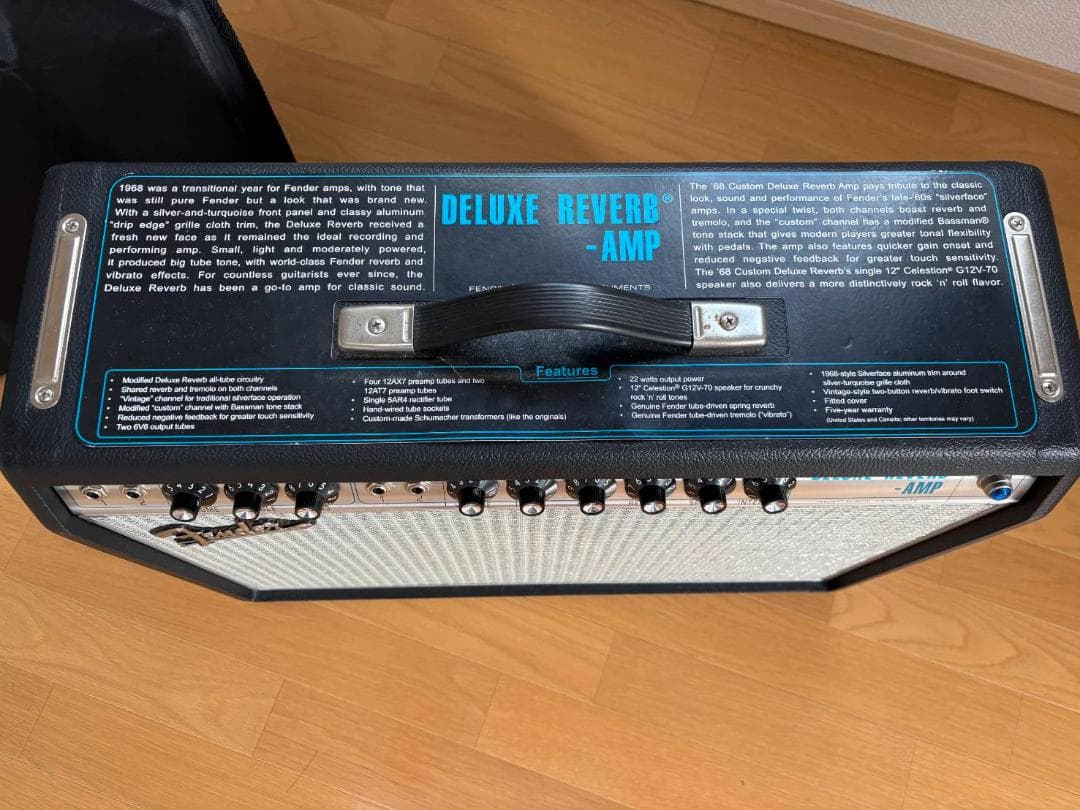 1968 was a transitional year for Fender amps, with tone that
was still pure Fender but a look that was brand new.
With a silver-and-turquoise front panel and classy aluminum
"drip edge" grille cloth trim, the Deluxe Reverb received a
fresh new face as it remained the ideal recording and
performing amp. Small, light and moderately powered,
it produced big tube tone, with world-class Fender reverb and
vibrato effects. For countless guitarists ever since, the
Deluxe Reverb has been a go-to amp for classic sound.
DELUXE REVERB®
-AMP
The '68 Custom Deluxe Reverb Amp pays tribute to the classic
look, sound and performance of Fender's late-'60s "silverface"
amps. In a special twist, both channels boast reverb and
tremolo, and the "custom" channel has a modified Bassman®
tone stack that gives modern players greater tonal flexibility
with pedals. The amp also features quicker gain onset and
reduced negative feedback for greater touch sensitivity.
The '68 Custom Deluxe Reverb's single 12" Celestion® G12V-70
speaker also delivers a more distinctively rock 'n' roll flavor.
Features
• Modified Deluxe Reverb all-tube circuitry
• Shared reverb and tremolo on both channels
• "Vintage" channel for traditional silverface operation
• Modified "custom" channel with Bassman tone stack
• Reduced negative feedback for greater touch sensitivity
• Two 6V6 output tubes
• Four 12AX7 preamp tubes and two
12AT7 preamp tubes
• Single 5AR4 rectifier tube
• Hand-wired tube sockets
• Custom-made Schumacher transformers (like the originals)
• 22 watts output power
• 12" Celestion® G12V-70 speaker for crunchy
rock 'n' roll tones
• Genuine Fender tube-driven spring reverb
• Genuine Fender tube-driven tremolo ("vibrato")
• 1968-style Silverface aluminum trim around
silver-turquoise grille cloth
• Vintage-style two-button reverb/vibrato foot switch
• Fitted cover
• Five-year warranty
(United States and Canada; other territories may vary)
DELUXE REVERB
-AMP
Fender